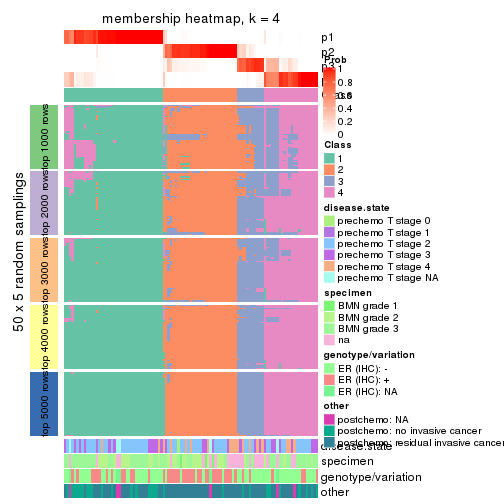 membership heatmap, k = 4
p1
p2
p3
Prob
1
0.8
0.6
0.4
0.2
0
Class
1
2
3
4
disease.state
prechemo T stage 0
prechemo T stage 1
prechemo T stage 2
prechemo T stage 3
prechemo T stage 4
prechemo T stage NA
specimen
BMN grade 1
BMN grade 2
BMN grade 3
na
genotype/variation
ER (IHC): -
ER (IHC): +
ER (IHC): NA
other
postchemo: NA
postchemo: no invasive cancer
postchemo: residual invasive cancer
50 x 5 random samplings
top 1000 rows
top 2000 rows
top 3000 rows
top 4000 rows
top 5000 rows
disease.state
specimen
genotype/variation
other